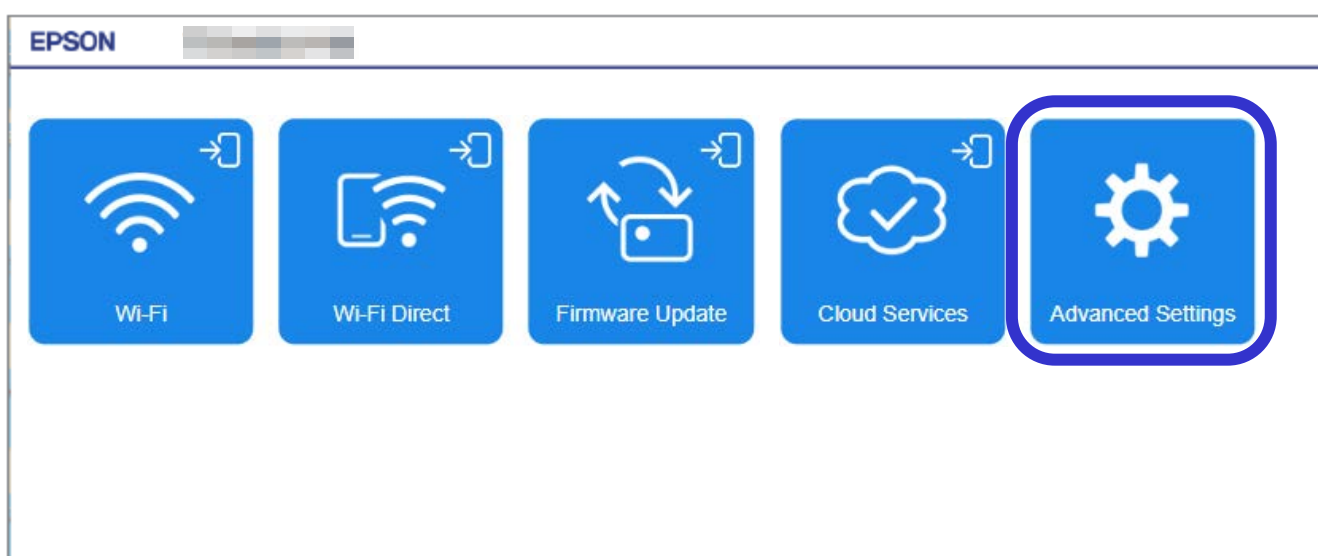 EPSON
Wi-Fi
Wi-Fi Direct
Firmware Update
Cloud Services
Advanced Settings